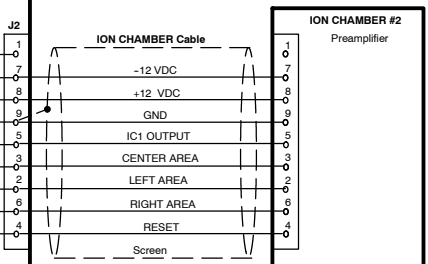 ION CHAMBER #2
J2
ION CHAMBER Cable
Preamplifier
1 1
7 -12 VDC 7
8 +12 VDC 8
9 GND 9
5 IC1 OUTPUT 5
3 CENTER AREA 3
2 LEFT AREA 2
6 RIGHT AREA 6
4 RESET 4
Screen